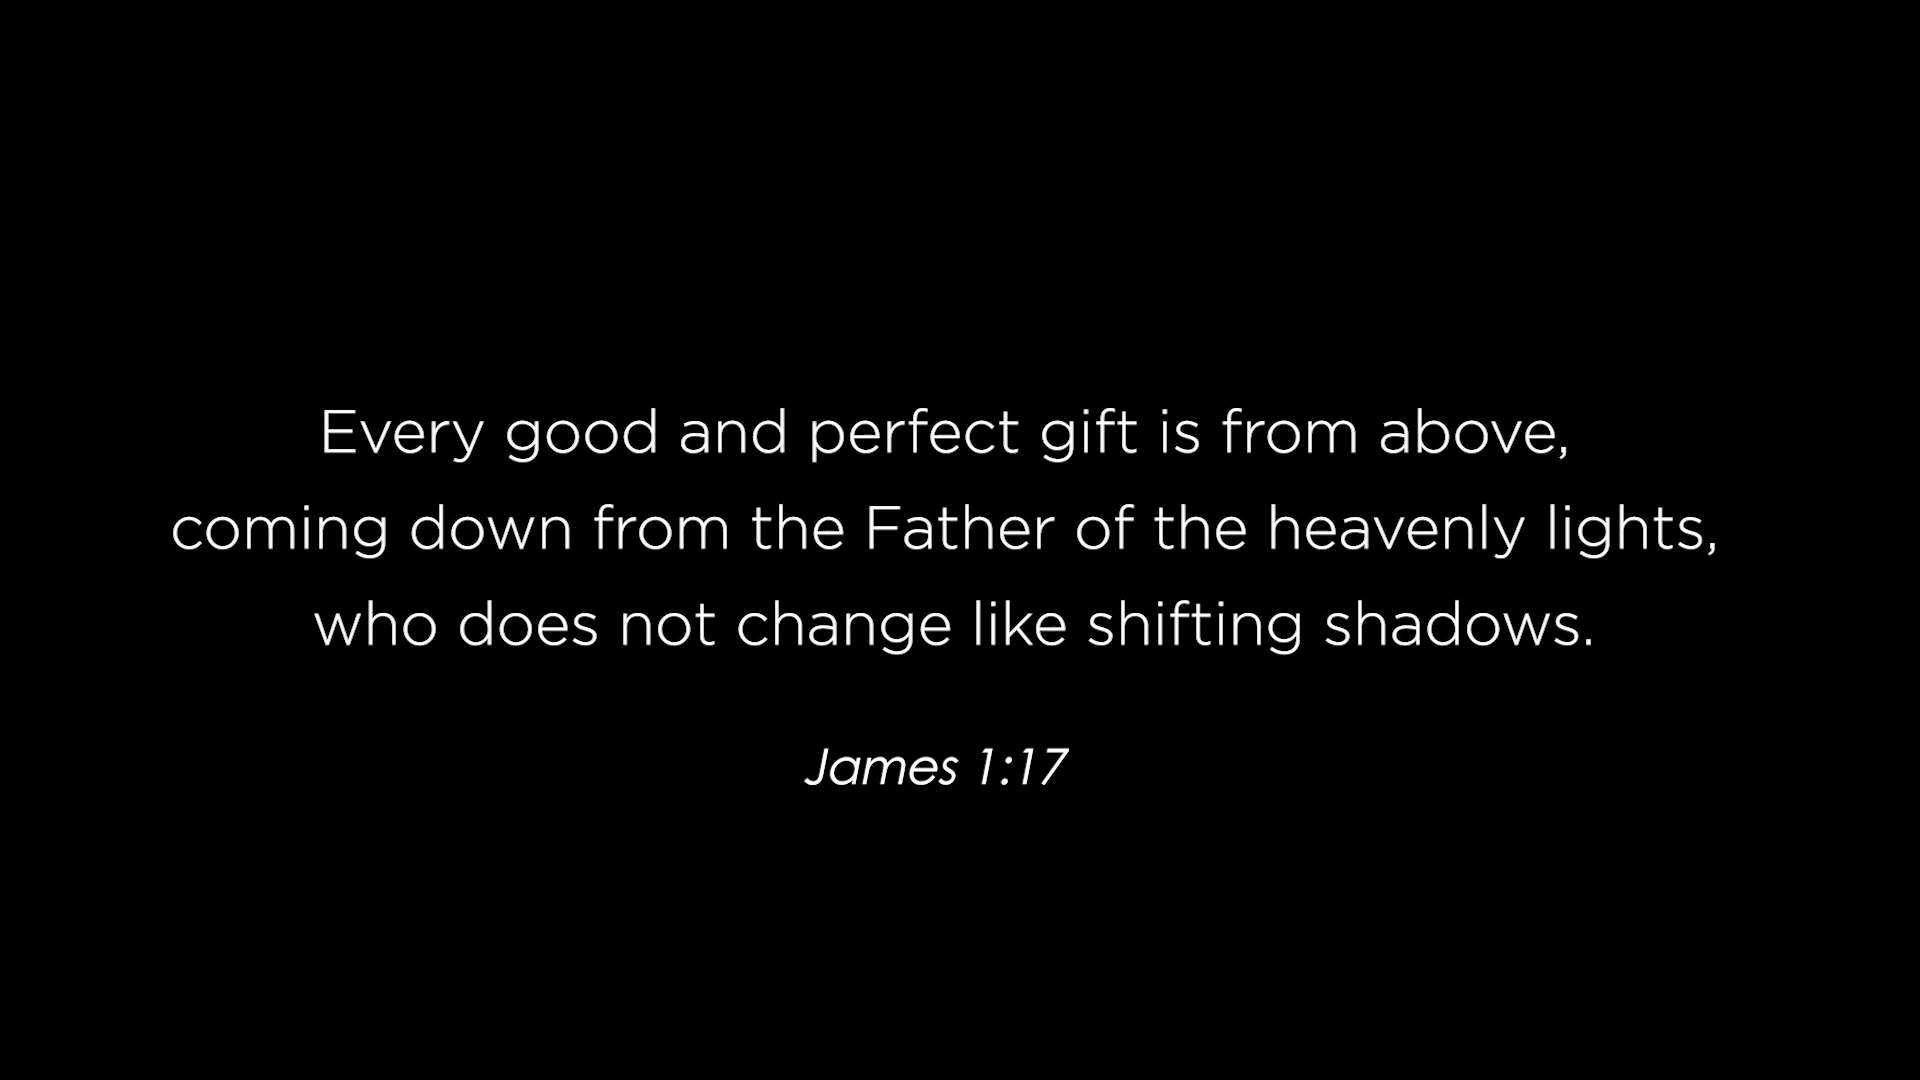 Every good and perfect gift is from above,
coming down from the Father of the heavenly lights,
who does not change like shifting shadows.
James 1:17